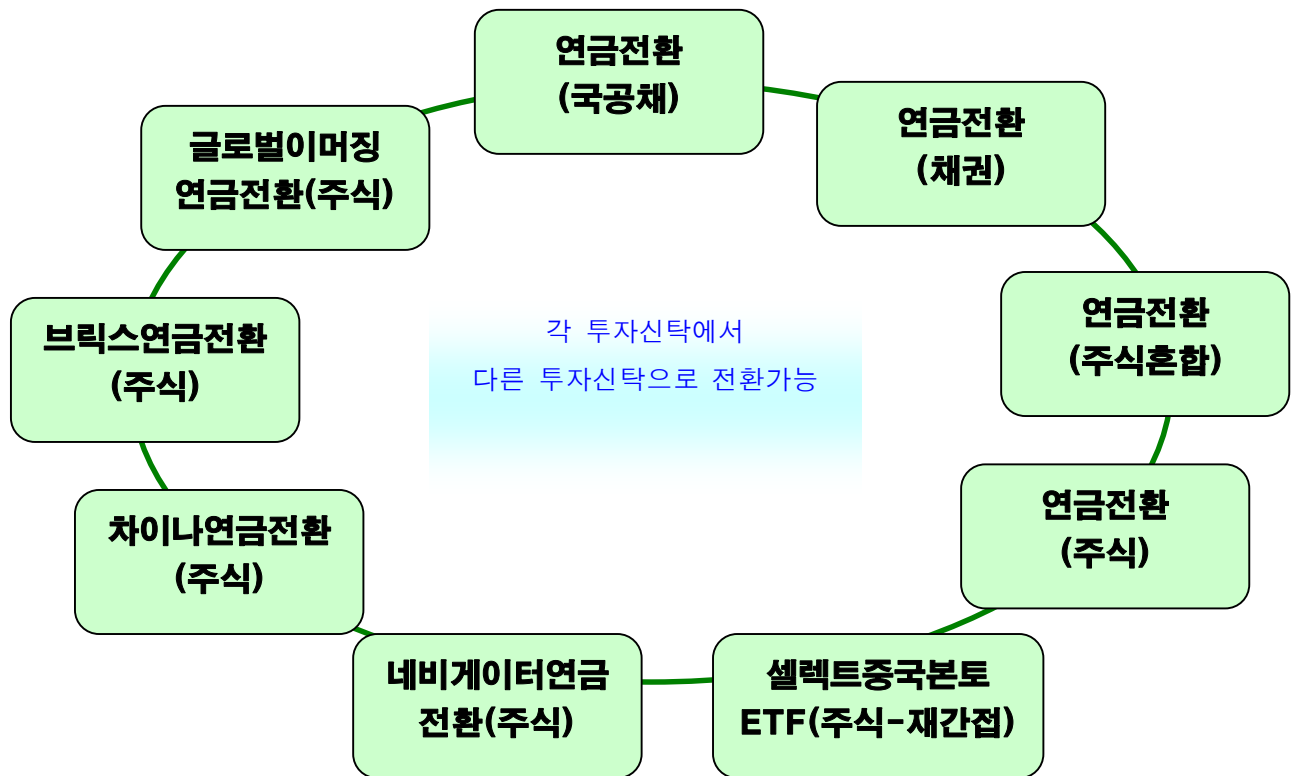 연금전환
(국공채)
연금전환
(채권)
글로벌이머징
연금전환(주식)
연금전환
(주식혼합)
브릭스연금전환
(주식)
각 투자신탁에서
다른 투자신탁으로 전환가능
연금전환
(주식)
차이나연금전환
(주식)
네비게이터연금
전환(주식)
셀렉트중국본토
ETF(주식-재간접)